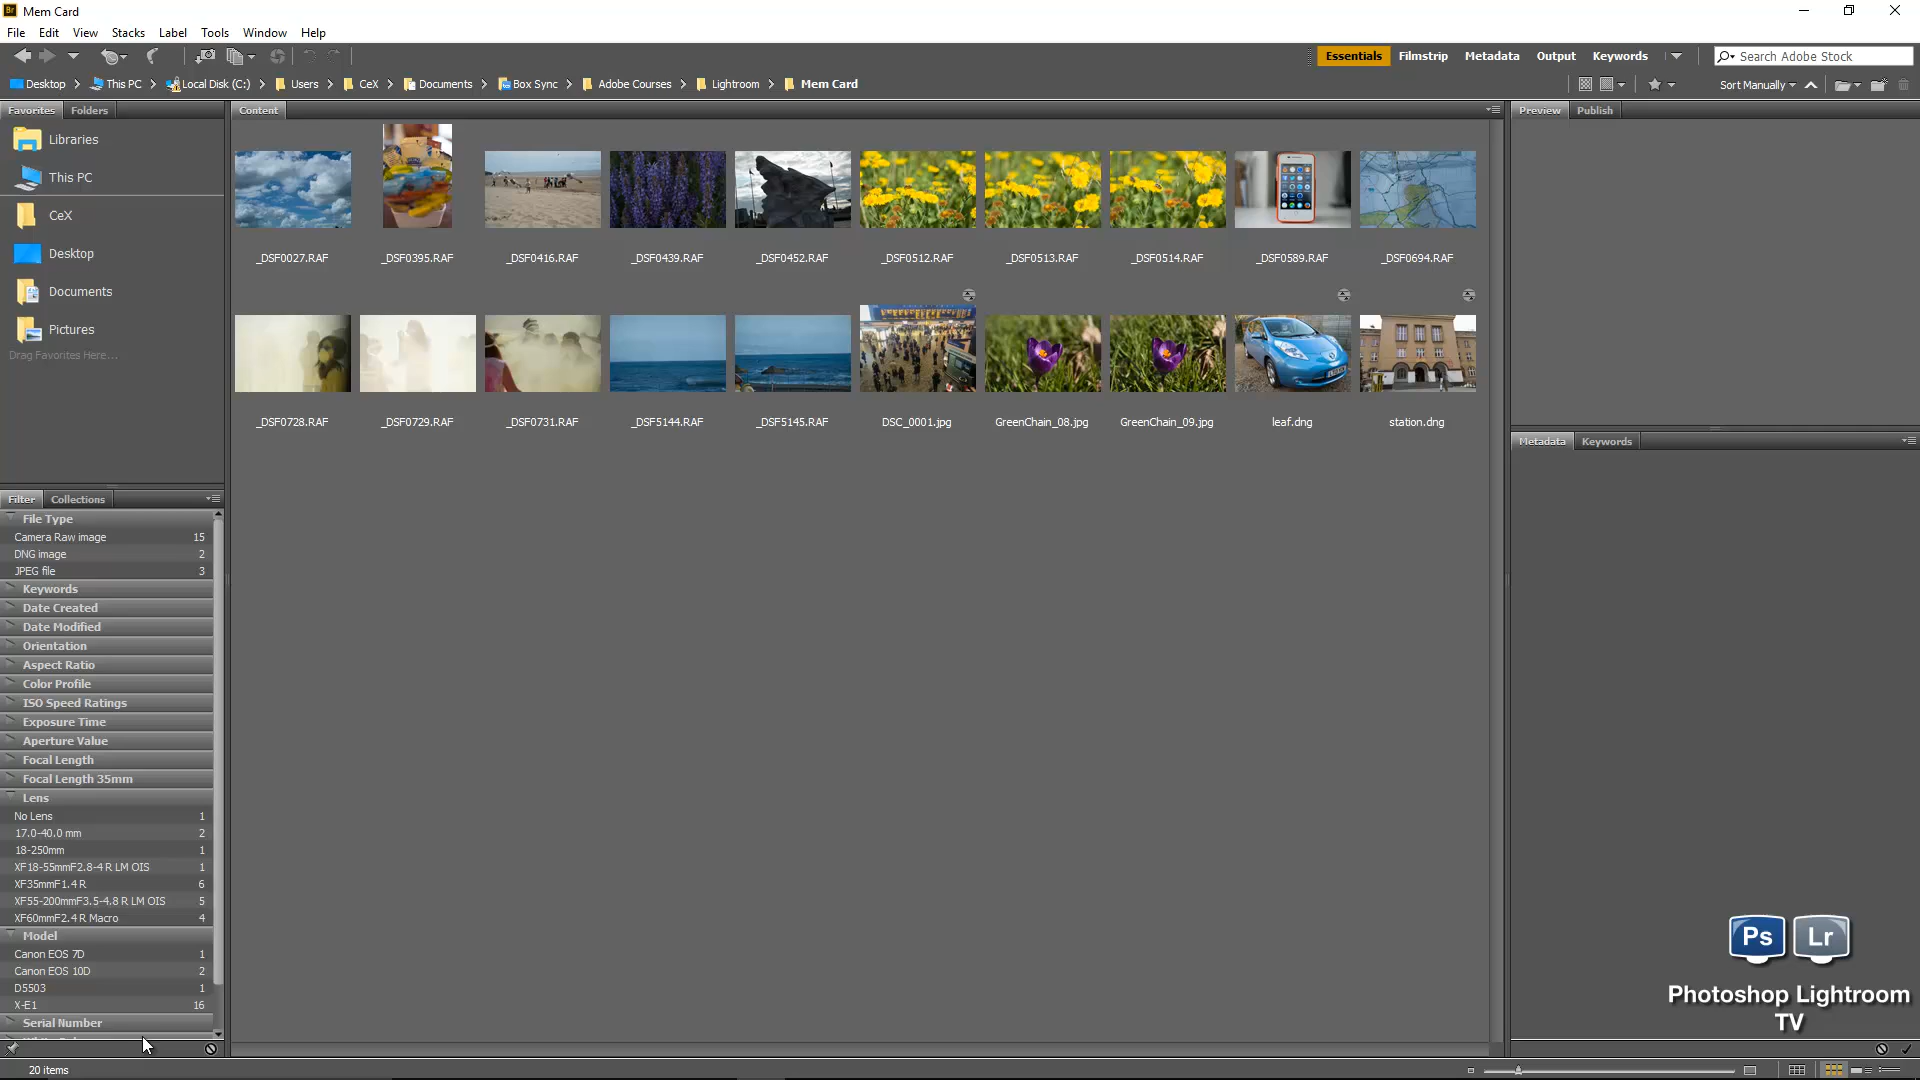 Br Mem Card
File Edit View Stacks Label Tools Window Help
Essentials Filmstrip Metadata Output Keywords Search Adobe Stock
Desktop This PC Local Disk (C:) Users CeX Documents Box Sync Adobe Courses Lightroom Mem Card Sort Manually
Favorites Folders
Libraries
This PC
CeX
Desktop
Documents
Pictures
Drag Favorites Here...
Filter Collections
File Type
Camera Raw image 15
DNG image 2
JPEG file 3
Keywords
Date Created
Date Modified
Orientation
Aspect Ratio
Color Profile
ISO Speed Ratings
Exposure Time
Aperture Value
Focal Length
Focal Length 35mm
Lens
No Lens 1
17.0-40.0 mm 2
18-250mm 1
XF18-55mmF2.8-4 R LM OIS 1
XF35mmF1.4 R 6
XF55-200mmF3.5-4.8 R LM OIS 5
XF60mmF2.4 R Macro 4
Model
Canon EOS 7D 1
Canon EOS 10D 2
D5503 1
X-E1 16
Serial Number
20 items
Content
_DSF0027.RAF _DSF0395.RAF _DSF0416.RAF _DSF0439.RAF _DSF0452.RAF _DSF0512.RAF _DSF0513.RAF _DSF0514.RAF _DSF0589.RAF _DSF0694.RAF
_DSF0728.RAF _DSF0729.RAF _DSF0731.RAF _DSF5144.RAF _DSF5145.RAF DSC_0001.jpg GreenChain_08.jpg GreenChain_09.jpg leaf.dng station.dng
Preview Publish
Metadata Keywords
Ps Lr
Photoshop Lightroom
TV